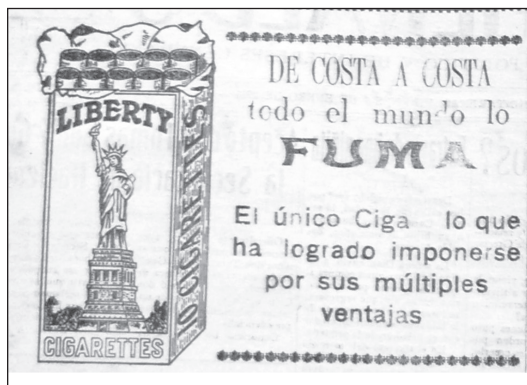 LIBERTY
10 CIGARETTES
CIGARETTES
DE COSTA A COSTA
todo el mundo lo
FUMA
El único Ciga lo que
ha logrado imponerse
por sus múltiples
ventajas